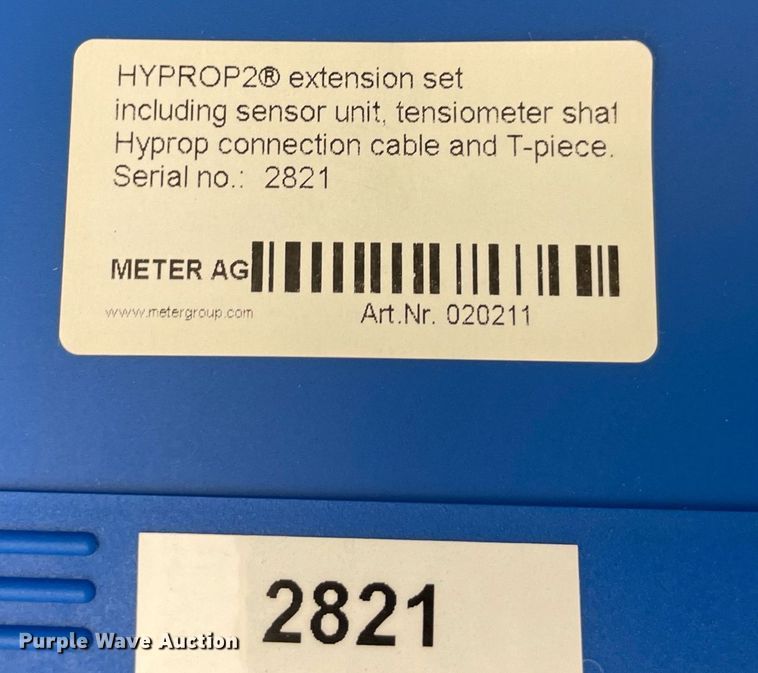 HYPROP2® extension set
including sensor unit, tensiometer shaf
Hyprop connection cable and T-piece.
Serial no.: 2821
METER AG
www.metergroup.com
Art.Nr. 020211
2821
Purple Wave Auction